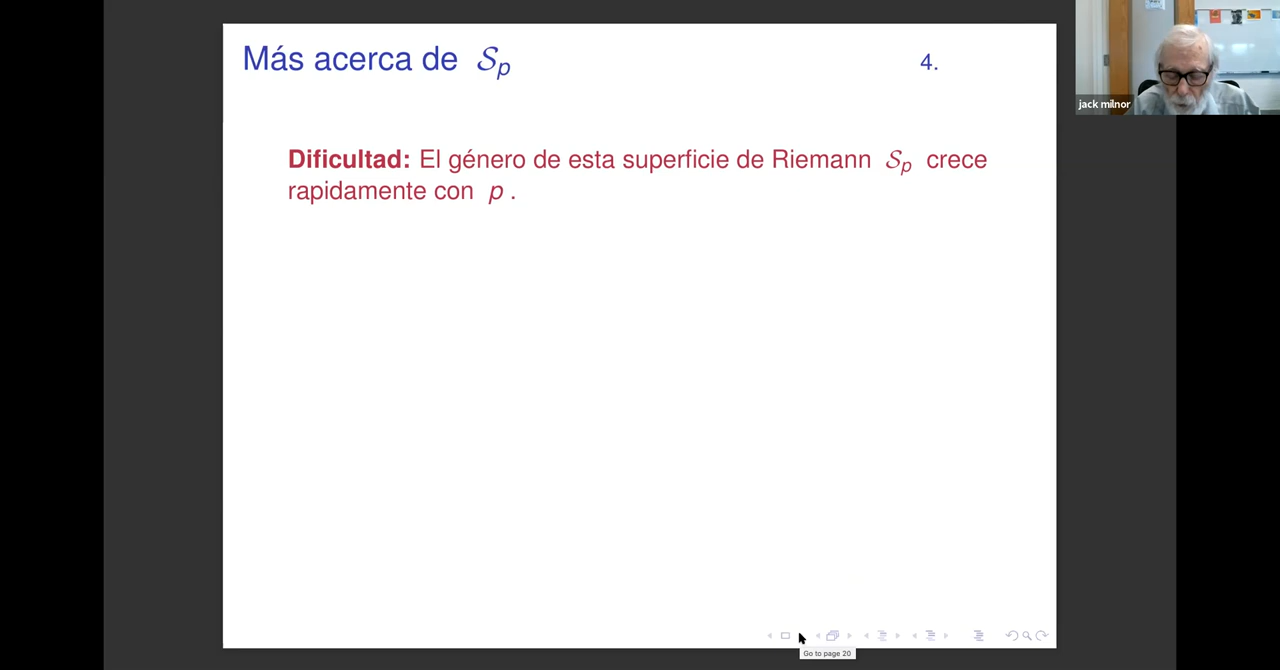 Más acerca de 𝒮p
4.
jack milnor
Dificultad: El género de esta superficie de Riemann 𝒮p crece
rapidamente con p .
Go to page 20